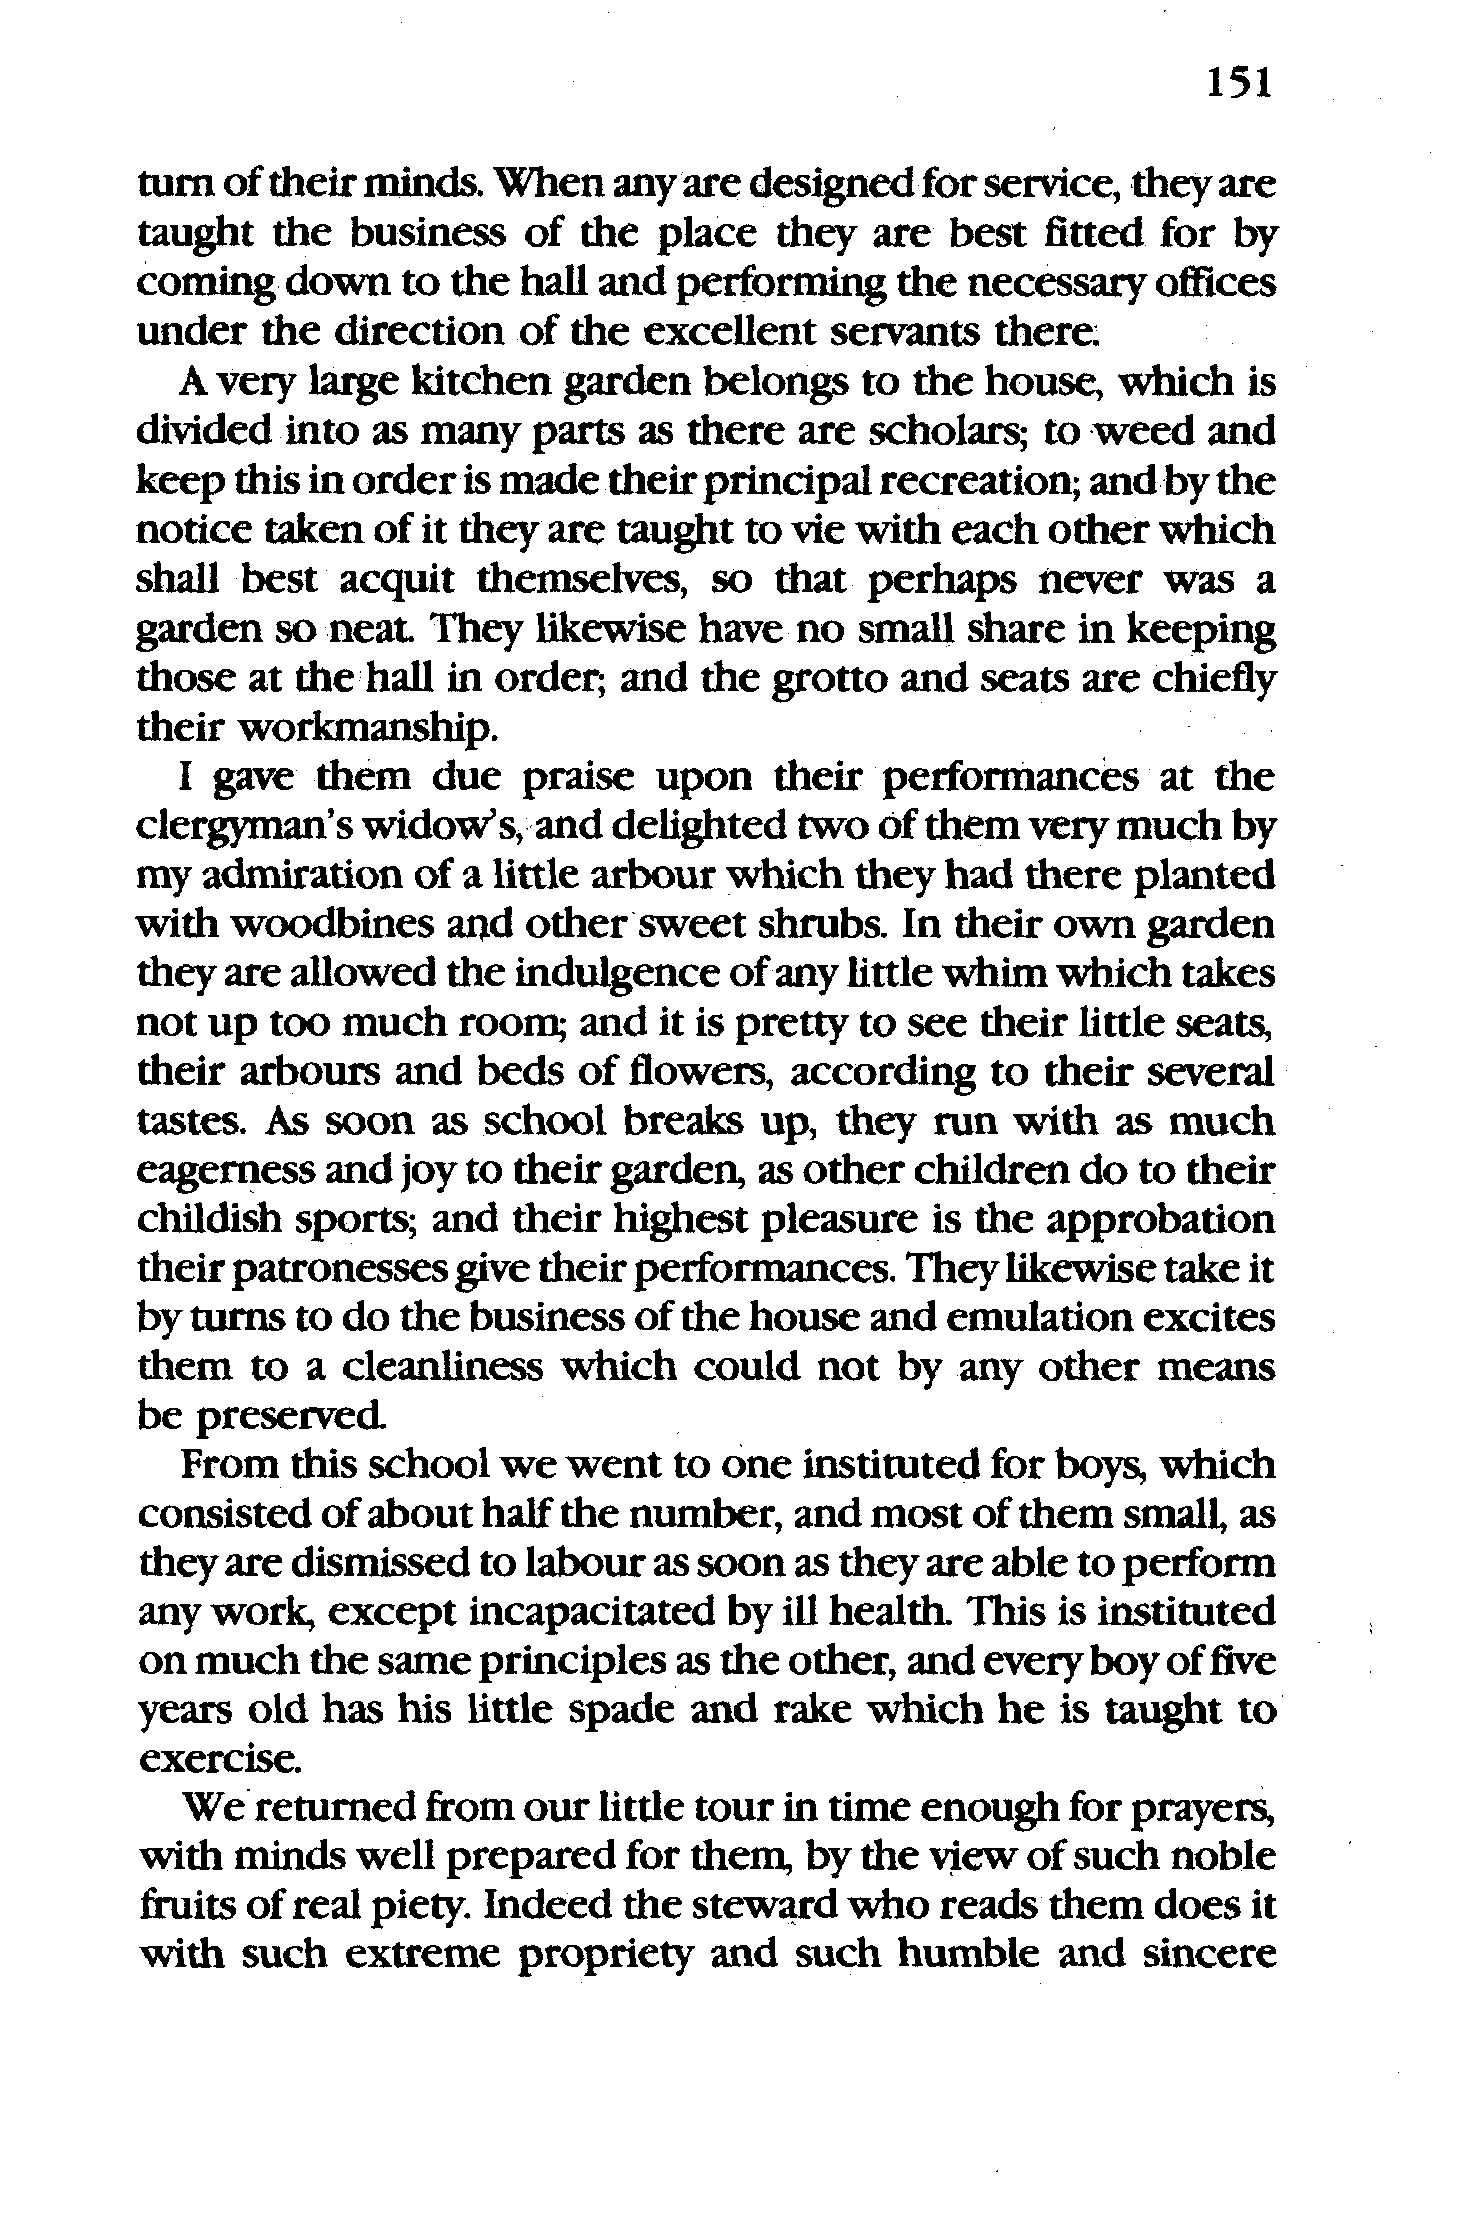 151
turn of their minds. When any are designed for service, they are
taught the business of the place they are best fitted for by
coming down to the hall and performing the necessary offices
under the direction of the excellent servants there.
A very large kitchen garden belongs to the house, which is
divided into as many parts as there are scholars; to weed and
keep this in order is made their principal recreation; and by the
notice taken of it they are taught to vie with each other which
shall best acquit themselves, so that perhaps never was a
garden so neat. They likewise have no small share in keeping
those at the hall in order; and the grotto and seats are chiefly
their workmanship.
I gave them due praise upon their performances at the
clergyman's widow's, and delighted two of them very much by
my admiration of a little arbour which they had there planted
with woodbines and other sweet shrubs. In their own garden
they are allowed the indulgence of any little whim which takes
not up too much room; and it is pretty to see their little seats,
their arbours and beds of flowers, according to their several
tastes. As soon as school breaks up, they run with as much
eagerness and joy to their garden, as other children do to their
childish sports; and their highest pleasure is the approbation
their patronesses give their performances. They likewise take it
by turns to do the business of the house and emulation excites
them to a cleanliness which could not by any other means
be preserved.
From this school we went to one instituted for boys, which
consisted of about half the number, and most of them small, as
they are dismissed to labour as soon as they are able to perform
any work, except incapacitated by ill health. This is instituted
on much the same principles as the other, and every boy of five
years old has his little spade and rake which he is taught to
exercise.
We returned from our little tour in time enough for prayers,
with minds well prepared for them, by the view of such noble
fruits of real piety. Indeed the steward who reads them does it
with such extreme propriety and such humble and sincere